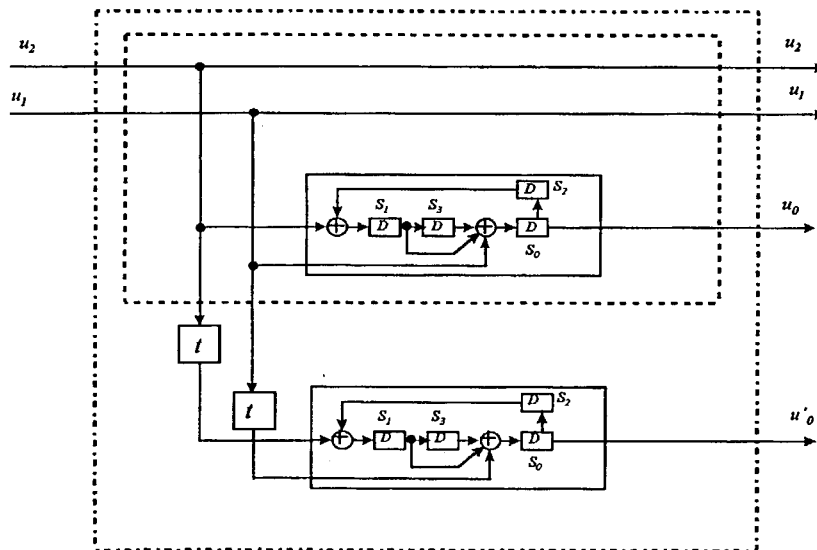 u₂ u₂
u₁ u₁
D S₂
S₁ S₃
+ D D + D u₀
S₀
t
t
D S₂
S₁ S₃
+ D D + D u'₀
S₀